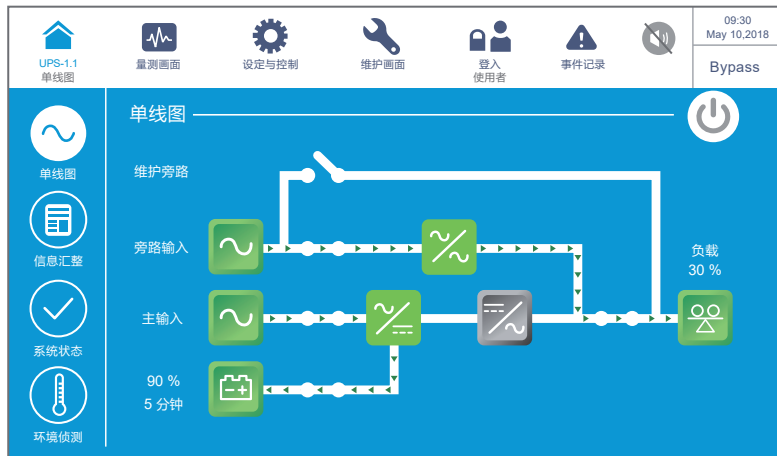 UPS-1.1
单线图
量测画面
设定与控制
维护画面
登入
使用者
事件记录
09:30
May 10,2018
Bypass
单线图
信息汇整
系统状态
环境侦测
单线图
维护旁路
旁路输入
主输入
90 %
5 分钟
负载
30 %